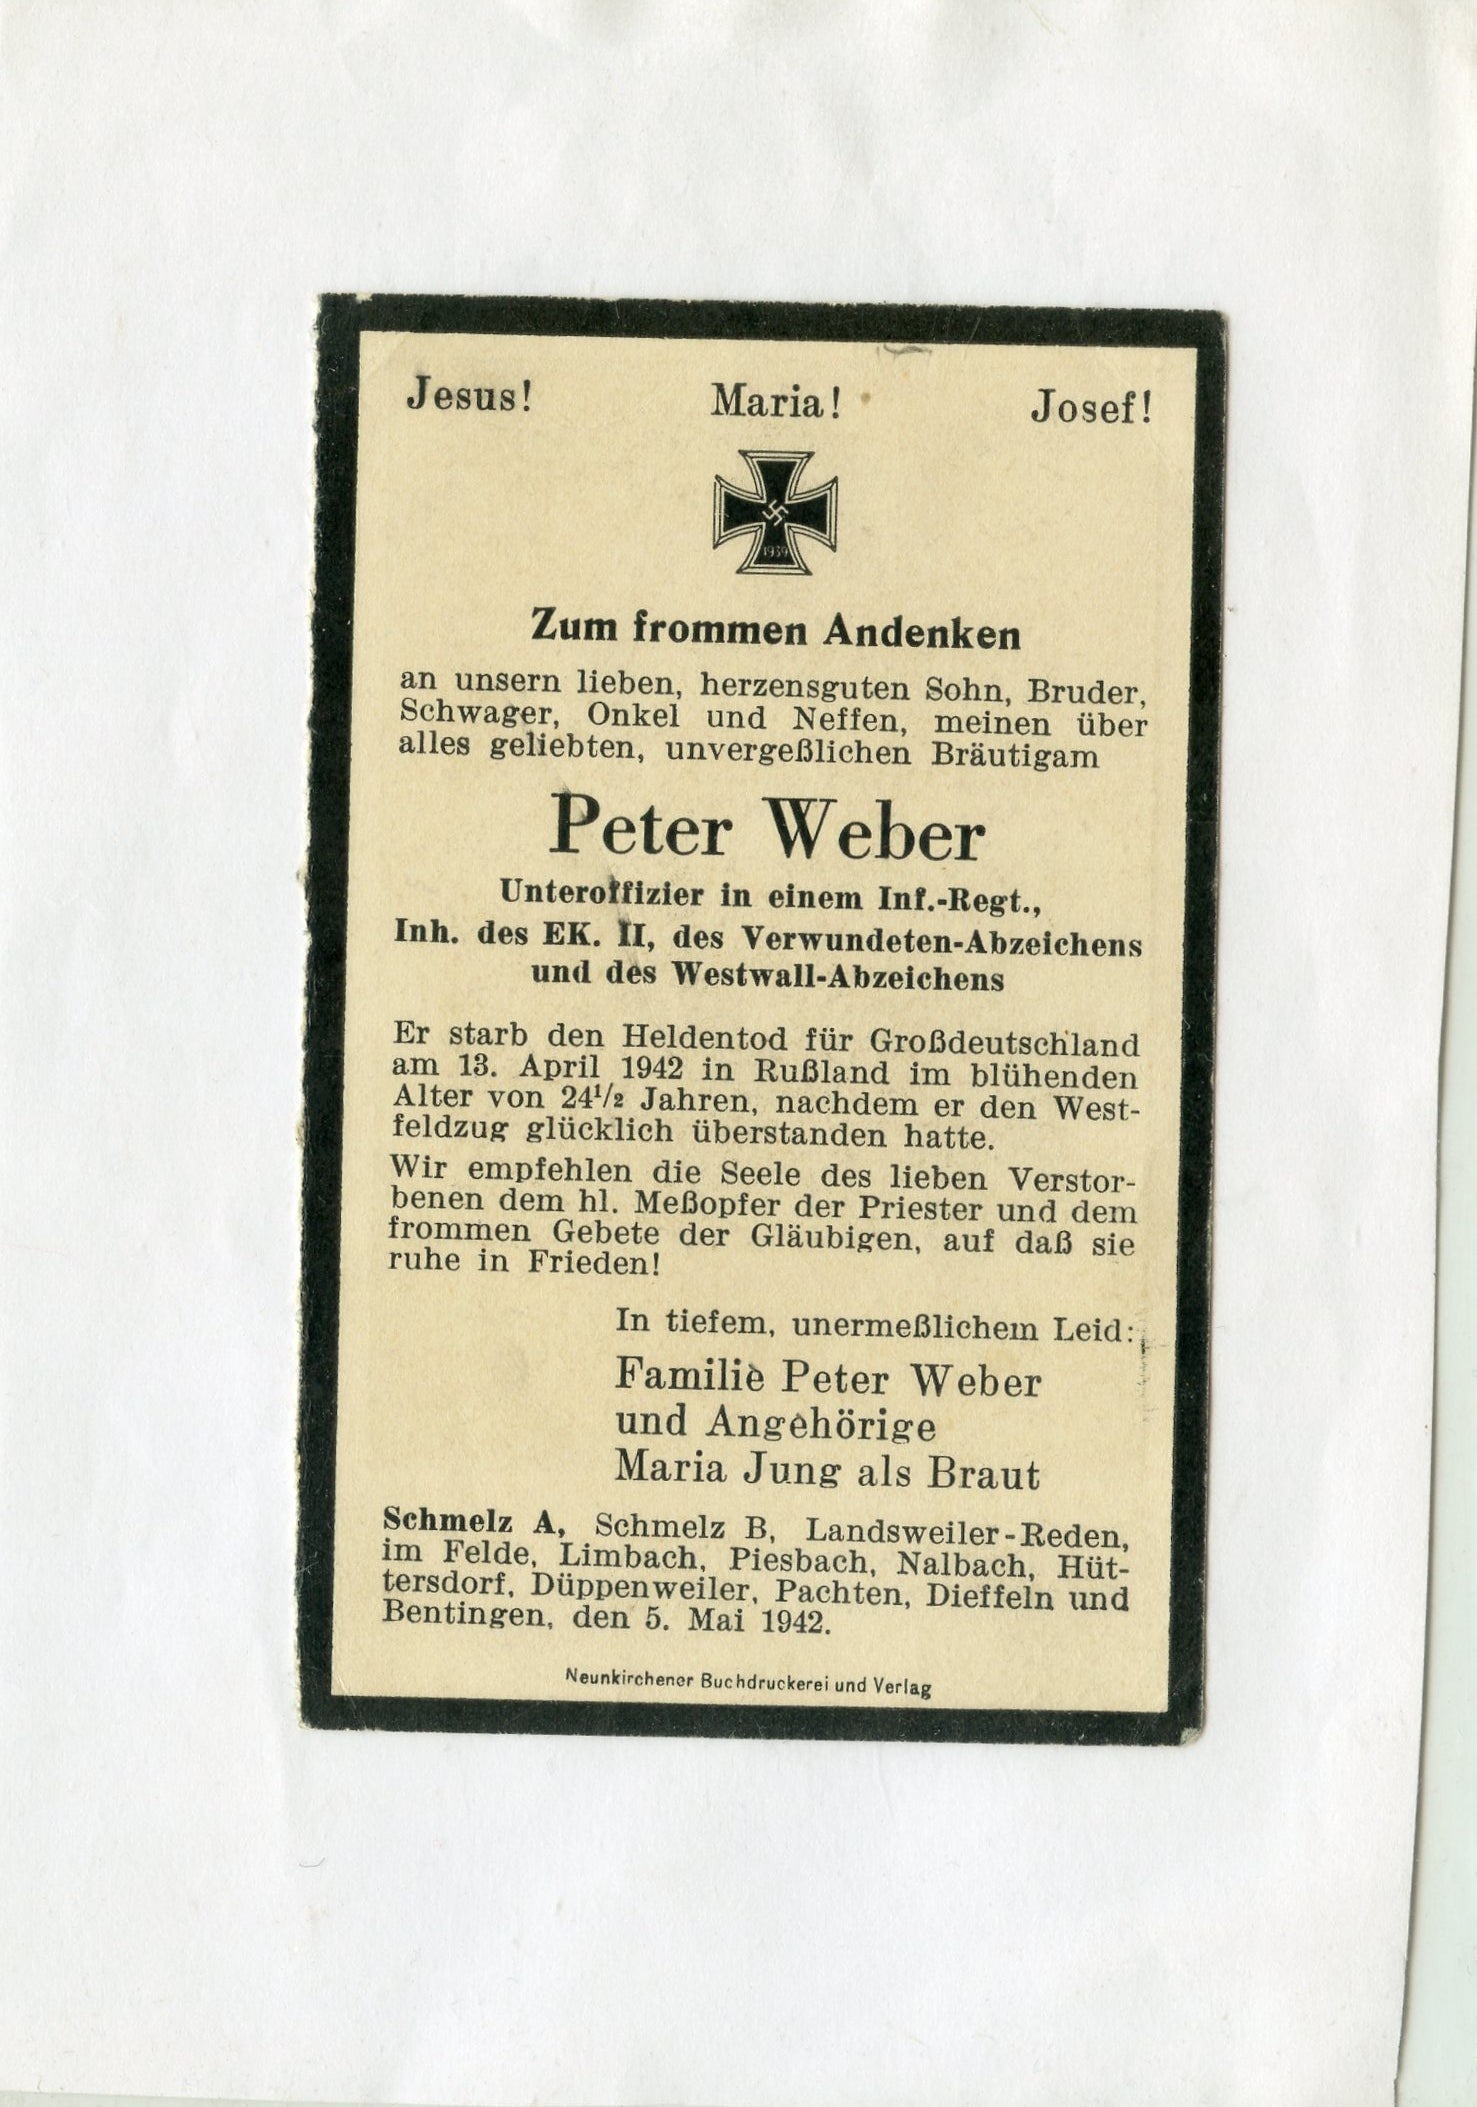 Jesus! Maria! Josef!
1939
Zum frommen Andenken
an unsern lieben, herzensguten Sohn, Bruder,
Schwager, Onkel und Neffen, meinen über
alles geliebten, unvergeßlichen Bräutigam
Peter Weber
Unteroffizier in einem Inf.-Regt.,
Inh. des EK. II, des Verwundeten-Abzeichens
und des Westwall-Abzeichens
Er starb den Heldentod für Großdeutschland
am 13. April 1942 in Rußland im blühenden
Alter von 24½ Jahren, nachdem er den West-
feldzug glücklich überstanden hatte.
Wir empfehlen die Seele des lieben Verstor-
benen dem hl. Meßopfer der Priester und dem
frommen Gebete der Gläubigen, auf daß sie
ruhe in Frieden!
In tiefem, unermeßlichem Leid:
Familie Peter Weber
und Angehörige
Maria Jung als Braut
Schmelz A, Schmelz B, Landsweiler-Reden,
im Felde, Limbach, Piesbach, Nalbach, Hüt-
tersdorf, Düppenweiler, Pachten, Dieffeln und
Bentingen, den 5. Mai 1942.
Neunkirchener Buchdruckerei und Verlag